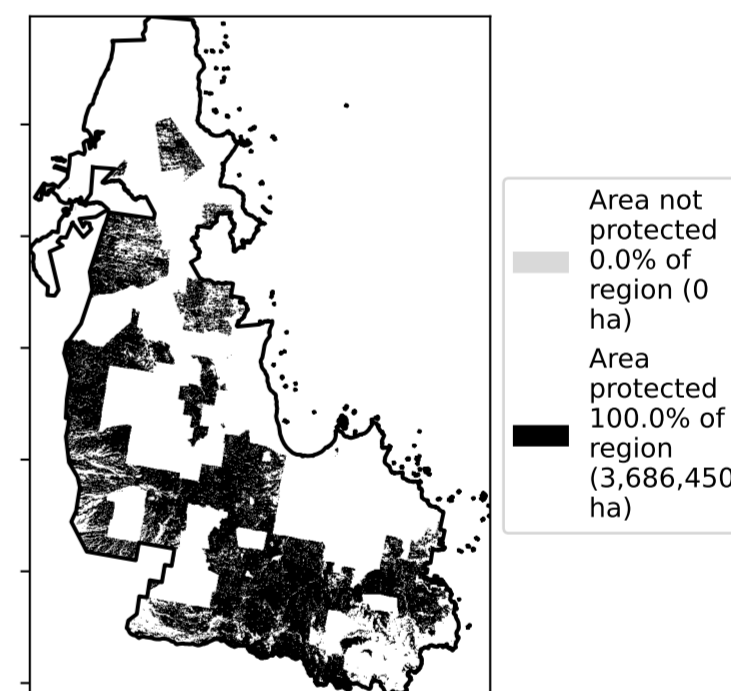 Area not
protected
0.0% of
region (0
ha)
Area
protected
100.0% of
region
(3,686,450
ha)